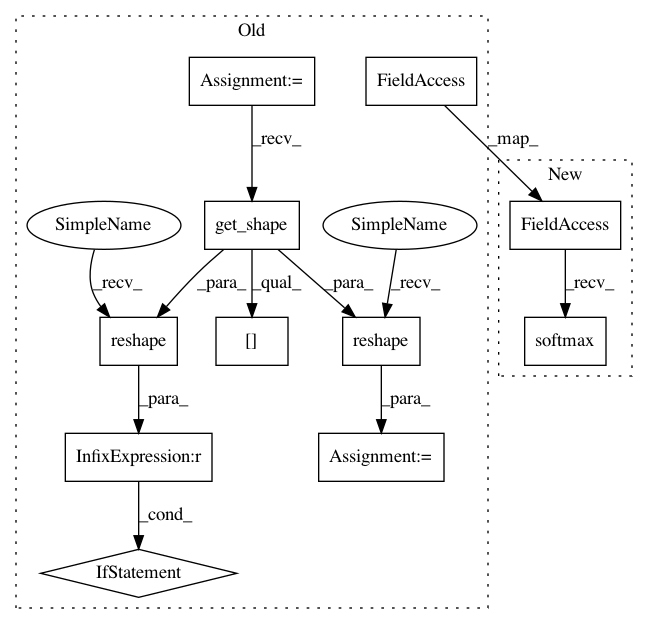 Old
Assignment:=
FieldAccess
_recv_
_map_
New
SimpleName
get_shape
SimpleName
FieldAccess
_recv_
_para_
_qual_
_para_
_recv_
_recv_
reshape
[]
reshape
softmax
_para_
_para_
InfixExpression:r
Assignment:=
_cond_
IfStatement